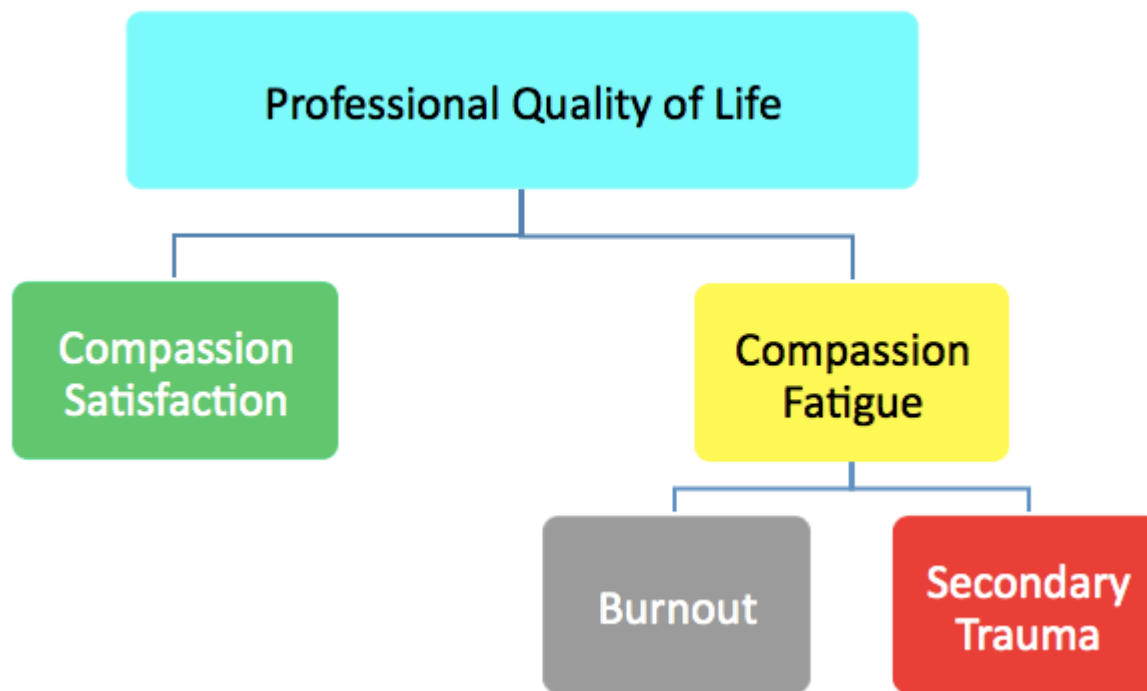 Professional Quality of Life
Compassion
Satisfaction
Compassion
Fatigue
Burnout
Secondary
Trauma